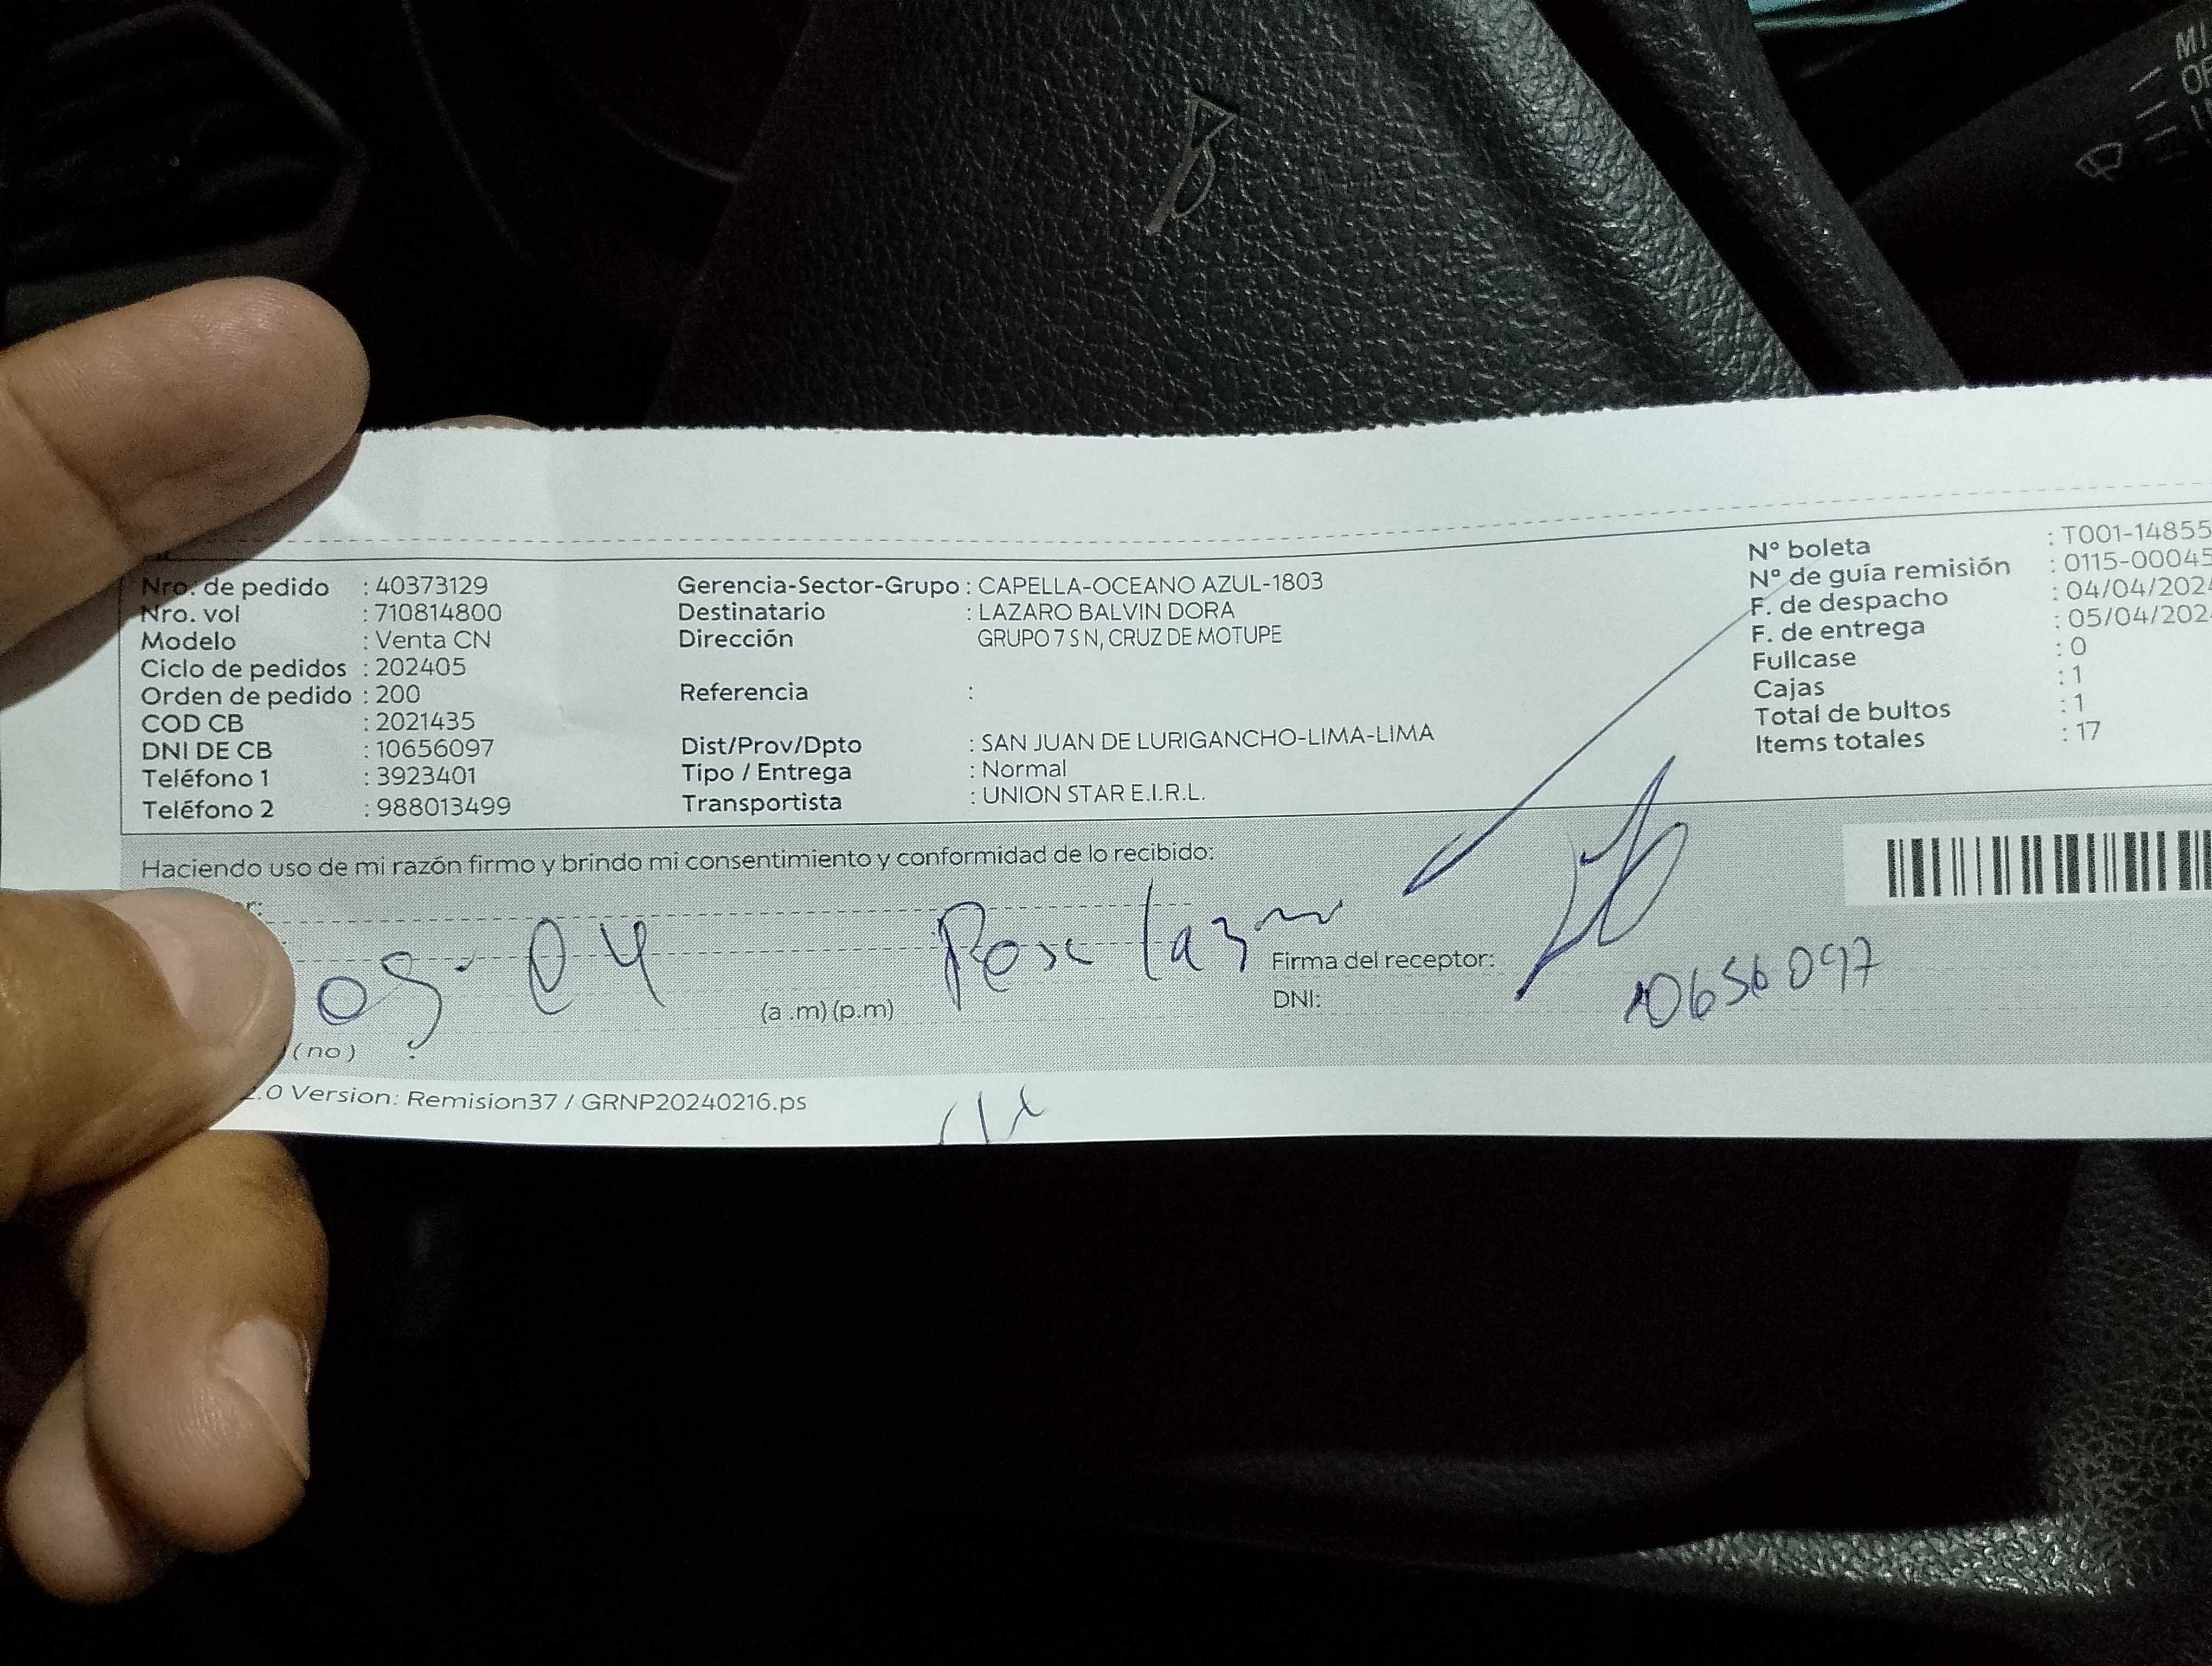 MI
Nro. de pedido : 40373129
Nro. vol : 710814800
Modelo : Venta CN
Ciclo de pedidos : 202405
Orden de pedido : 200
COD CB : 2021435
DNI DE CB : 10656097
Teléfono 1 : 3923401
Teléfono 2 : 988013499
Gerencia-Sector-Grupo : CAPELLA-OCEANO AZUL-1803
Destinatario : LAZARO BALVIN DORA
Dirección GRUPO 7 S N, CRUZ DE MOTUPE
Referencia :
Dist/Prov/Dpto : SAN JUAN DE LURIGANCHO-LIMA-LIMA
Tipo / Entrega : Normal
Transportista : UNION STAR E.I.R.L.
N° boleta : T001-14855
N° de guía remisión : 0115-00045
F. de despacho : 04/04/202
F. de entrega : 05/04/202
Fullcase : 0
Cajas : 1
Total de bultos : 1
Items totales : 17
Haciendo uso de mi razón firmo y brindo mi consentimiento y conformidad de lo recibido:
r:
05-04
(a .m) (p.m)
Firma del receptor:
DNI: 10656097
) (no)
2.0 Version: Remision37 / GRNP20240216.ps